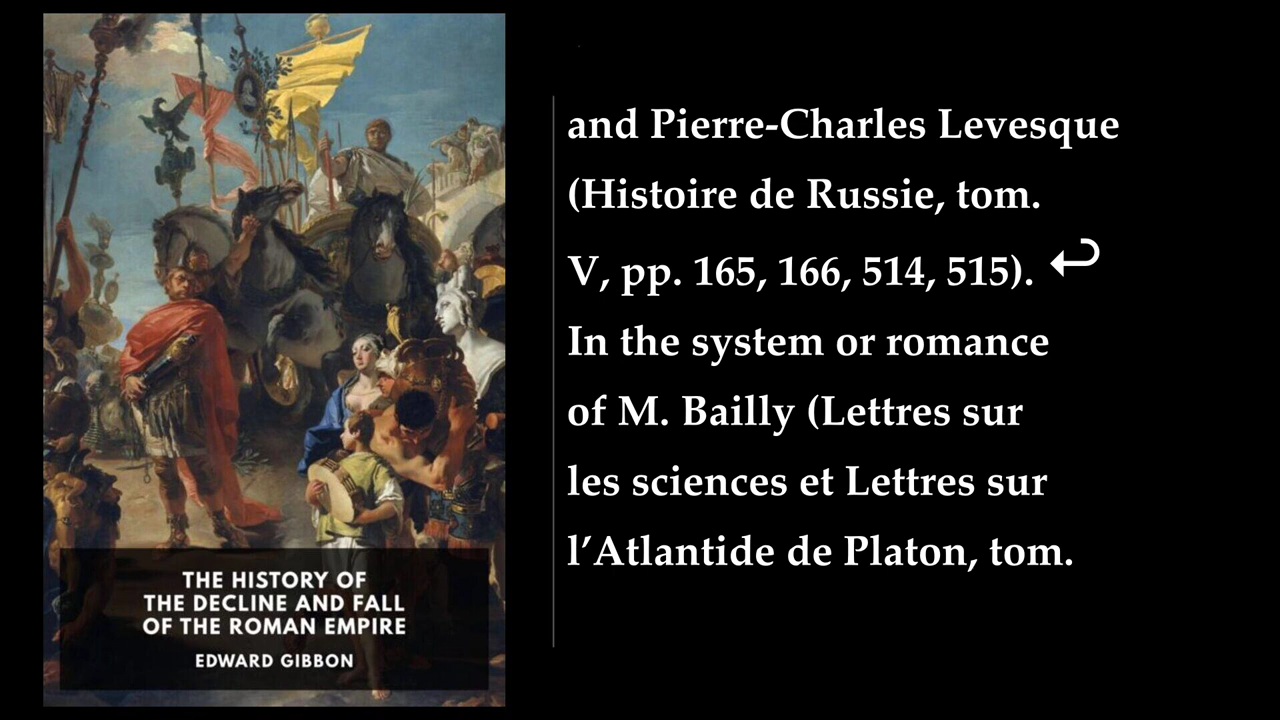 THE HISTORY OF
THE DECLINE AND FALL
OF THE ROMAN EMPIRE
EDWARD GIBBON
and Pierre-Charles Levesque
(Histoire de Russie, tom.
V, pp. 165, 166, 514, 515). ↩
In the system or romance
of M. Bailly (Lettres sur
les sciences et Lettres sur
l’Atlantide de Platon, tom.